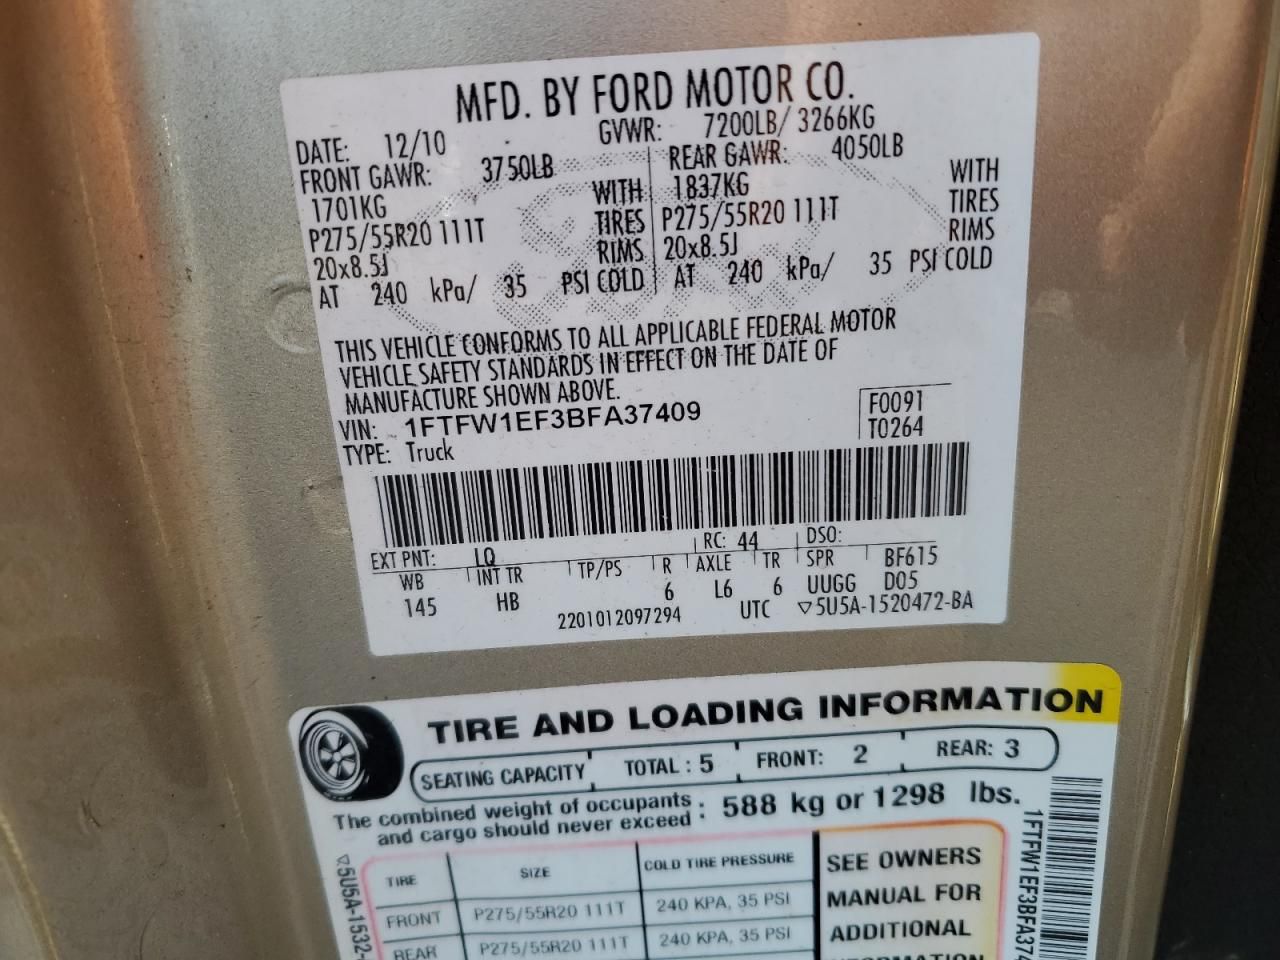 MFD. BY FORD MOTOR CO.
DATE: 12/10 GVWR: 7200LB/ 3266KG
FRONT GAWR: 3750LB REAR GAWR: 4050LB
1701KG WITH 1837KG WITH
P275/55R20 111T TIRES P275/55R20 111T TIRES
20x8.5J RIMS 20x8.5J RIMS
AT 240 kPa/ 35 PSI COLD AT 240 kPa/ 35 PSI COLD
THIS VEHICLE CONFORMS TO ALL APPLICABLE FEDERAL MOTOR
VEHICLE SAFETY STANDARDS IN EFFECT ON THE DATE OF
MANUFACTURE SHOWN ABOVE.
VIN: 1FTFW1EF3BFA37409 F0091
TYPE: Truck T0264
EXT PNT: LQ RC: 44 DSO:
WB INT TR TP/PS R AXLE TR SPR BF615
145 HB 6 L6 6 UUGG D05
2201012097294 UTC ▽5U5A-1520472-BA
TIRE AND LOADING INFORMATION
SEATING CAPACITY TOTAL : 5 FRONT: 2 REAR: 3
The combined weight of occupants
and cargo should never exceed : 588 kg or 1298 lbs.
TIRE SIZE COLD TIRE PRESSURE
FRONT P275/55R20 111T 240 KPA, 35 PSI
REAR P275/55R20 111T 240 KPA, 35 PSI
SEE OWNERS
MANUAL FOR
ADDITIONAL
INFORMATION
▽5U5A-1532-
1FTFW1EF3BFA374